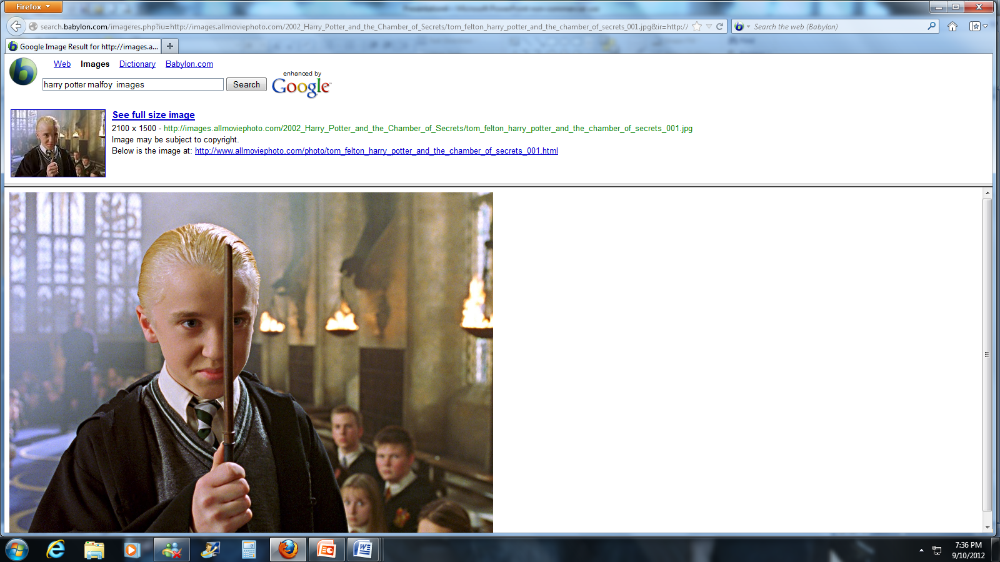 Firefox
search.babylon.com/imageres.php?iu=http://images.allmoviephoto.com/2002_Harry_Potter_and_the_Chamber_of_Secrets/tom_felton_harry_potter_and_the_chamber_of_secrets_001.jpg&ir=http://
Search the web (Babylon)
Google Image Result for http://images.a...
Web Images Dictionary Babylon.com
harry potter malfoy  images
Search
enhanced by
Google™
See full size image
2100 x 1500 - http://images.allmoviephoto.com/2002_Harry_Potter_and_the_Chamber_of_Secrets/tom_felton_harry_potter_and_the_chamber_of_secrets_001.jpg
Image may be subject to copyright.
Below is the image at: http://www.allmoviephoto.com/photo/tom_felton_harry_potter_and_the_chamber_of_secrets_001.html
7:36 PM
9/10/2012